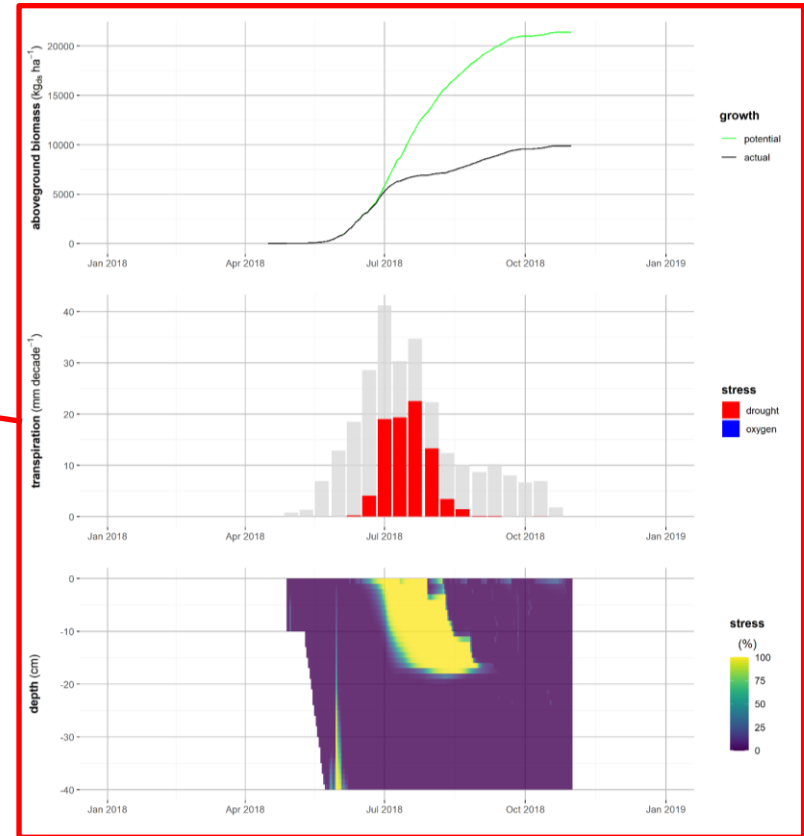 aboveground biomass (kg_ds ha⁻¹)
20000
15000
10000
5000
0
Jan 2018 Apr 2018 Jul 2018 Oct 2018 Jan 2019
growth
potential
actual
transpiration (mm decade⁻¹)
40
30
20
10
0
Jan 2018 Apr 2018 Jul 2018 Oct 2018 Jan 2019
stress
drought
oxygen
depth (cm)
0
-10
-20
-30
-40
Jan 2018 Apr 2018 Jul 2018 Oct 2018 Jan 2019
stress
(%)
100
75
50
25
0